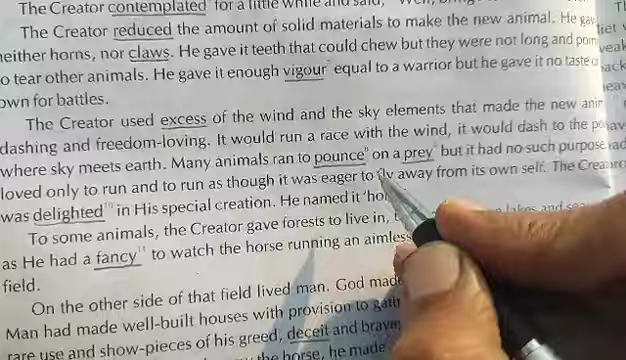 The Creator contemplated for a little while and said,
The Creator reduced the amount of solid materials to make the new animal. He gav
neither horns, nor claws. He gave it teeth that could chew but they were not long and poin
o tear other animals. He gave it enough vigour equal to a warrior but he gave it no taste o
own for battles.
The Creator used excess of the wind and the sky elements that made the new anim
dashing and freedom-loving. It would run a race with the wind, it would dash to the po
where sky meets earth. Many animals ran to pounce on a prey but it had no such purpose
loved only to run and to run as though it was eager to fly away from its own self. The Crea
was delighted in His special creation. He named it 'ho
To some animals, the Creator gave forests to live in, t
as He had a fancy to watch the horse running an aimless
field.
On the other side of that field lived man. God made
Man had made well-built houses with provision to gath
rare use and show-pieces of his greed, deceit and brave
the horse, he made